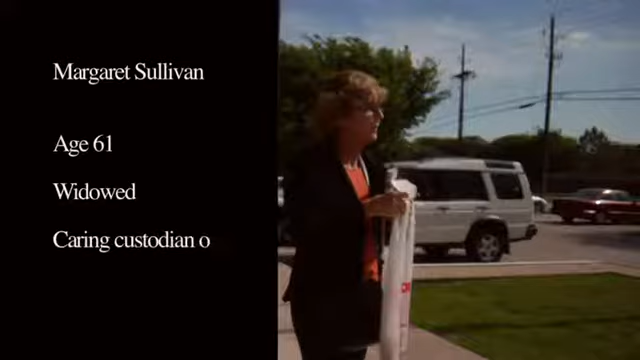 Margaret Sullivan
Age 61
Widowed
Caring custodian o